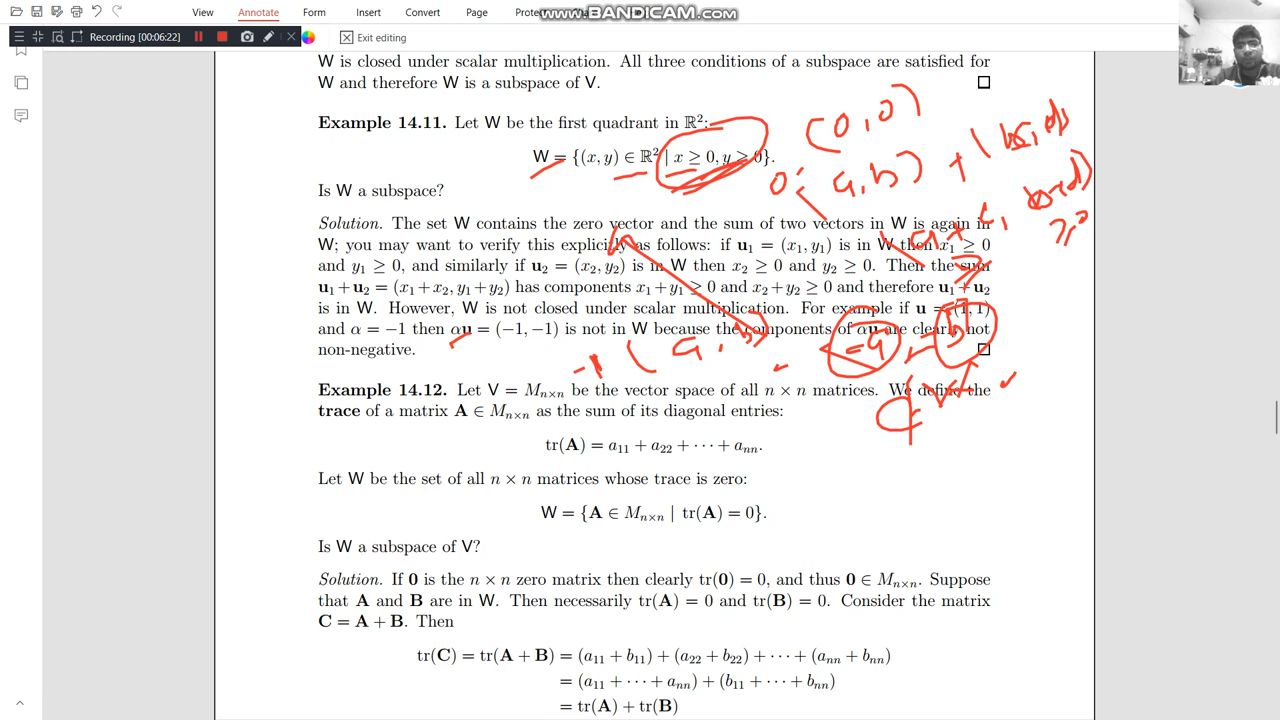 View Annotate Form Insert Convert Page
www.BANDICAM.com
Recording [00:06:22]
Exit editing
W is closed under scalar multiplication. All three conditions of a subspace are satisfied for
W and therefore W is a subspace of V.
Example 14.11. Let W be the first quadrant in ℝ²:
(0,0)
W = {(x, y) ∈ ℝ² | x ≥ 0, y ≥ 0}.
a, b) +
Is W a subspace?
Solution. The set W contains the zero vector and the sum of two vectors in W is again in
W; you may want to verify this explicitly as follows: if u₁ = (x₁, y₁) is in W then x₁ ≥ 0
and y₁ ≥ 0, and similarly if u₂ = (x₂, y₂) is in W then x₂ ≥ 0 and y₂ ≥ 0. Then the sum
u₁ + u₂ = (x₁ + x₂, y₁ + y₂) has components x₁ + y₁ ≥ 0 and x₂ + y₂ ≥ 0 and therefore u₁ + u₂
is in W. However, W is not closed under scalar multiplication. For example if u = (1, 1)
and α = −1 then αu = (−1, −1) is not in W because the components of αu are clearly not
non-negative.
-1 (a, b) -a, -b
Example 14.12. Let V = Mₙₓₙ be the vector space of all n × n matrices. We define the
trace of a matrix A ∈ Mₙₓₙ as the sum of its diagonal entries:
tr(A) = a₁₁ + a₂₂ + · · · + aₙₙ.
Let W be the set of all n × n matrices whose trace is zero:
W = {A ∈ Mₙₓₙ | tr(A) = 0}.
Is W a subspace of V?
Solution. If 0 is the n × n zero matrix then clearly tr(0) = 0, and thus 0 ∈ Mₙₓₙ. Suppose
that A and B are in W. Then necessarily tr(A) = 0 and tr(B) = 0. Consider the matrix
C = A + B. Then
tr(C) = tr(A + B) = (a₁₁ + b₁₁) + (a₂₂ + b₂₂) + · · · + (aₙₙ + bₙₙ)
= (a₁₁ + · · · + aₙₙ) + (b₁₁ + · · · + bₙₙ)
= tr(A) + tr(B)